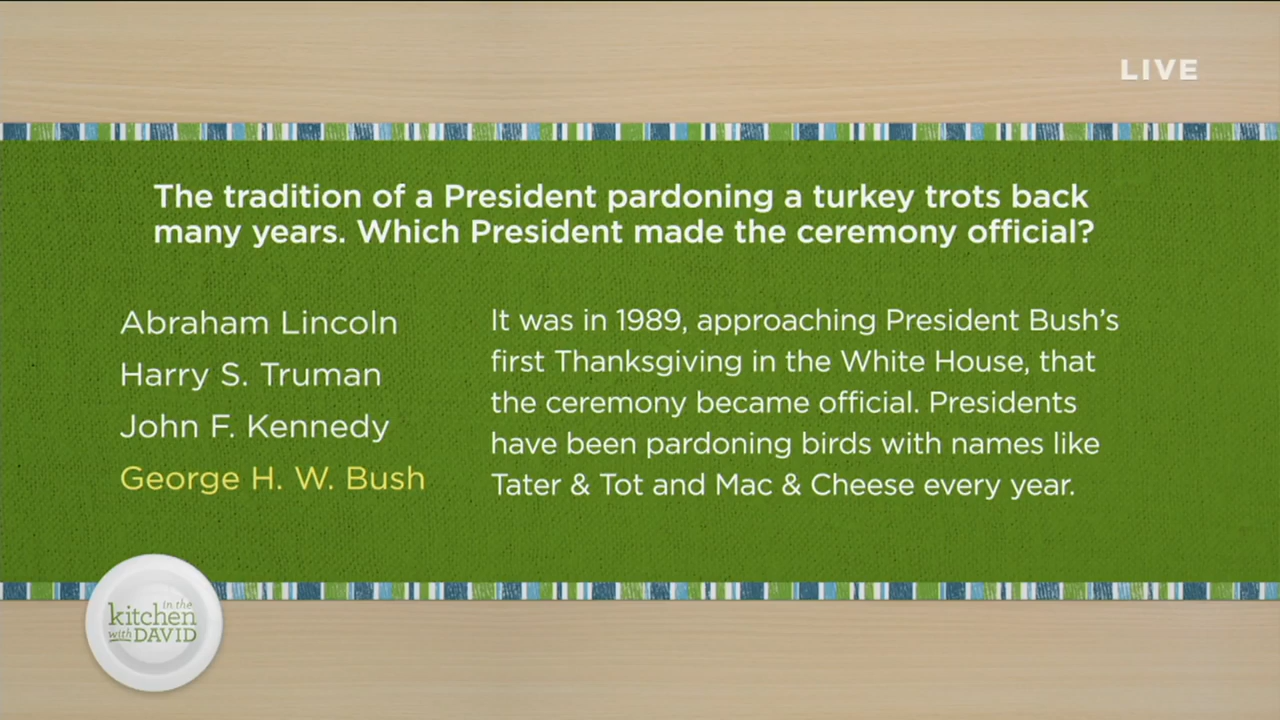 LIVE
The tradition of a President pardoning a turkey trots back
many years. Which President made the ceremony official?
Abraham Lincoln
Harry S. Truman
John F. Kennedy
George H. W. Bush
It was in 1989, approaching President Bush's
first Thanksgiving in the White House, that
the ceremony became official. Presidents
have been pardoning birds with names like
Tater & Tot and Mac & Cheese every year.
in the
kitchen
with DAVID